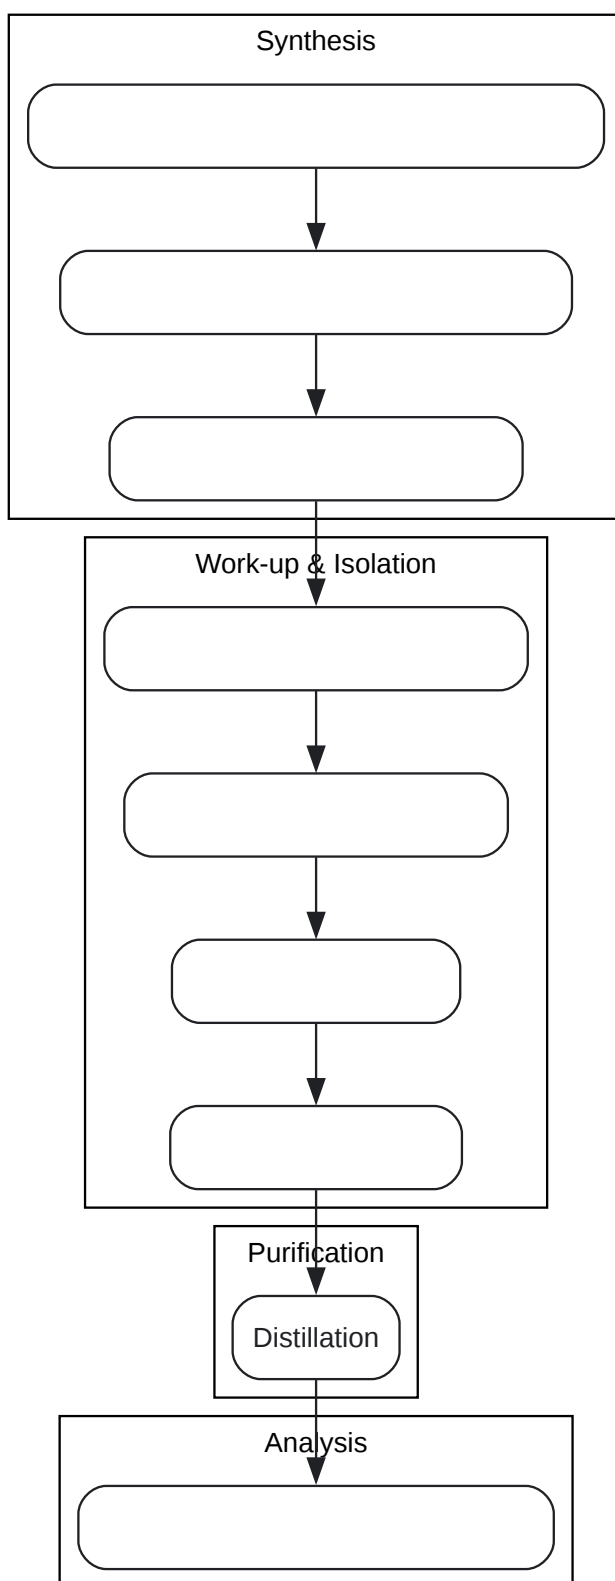 Synthesis
Work-up & Isolation
Purification
Distillation
Analysis